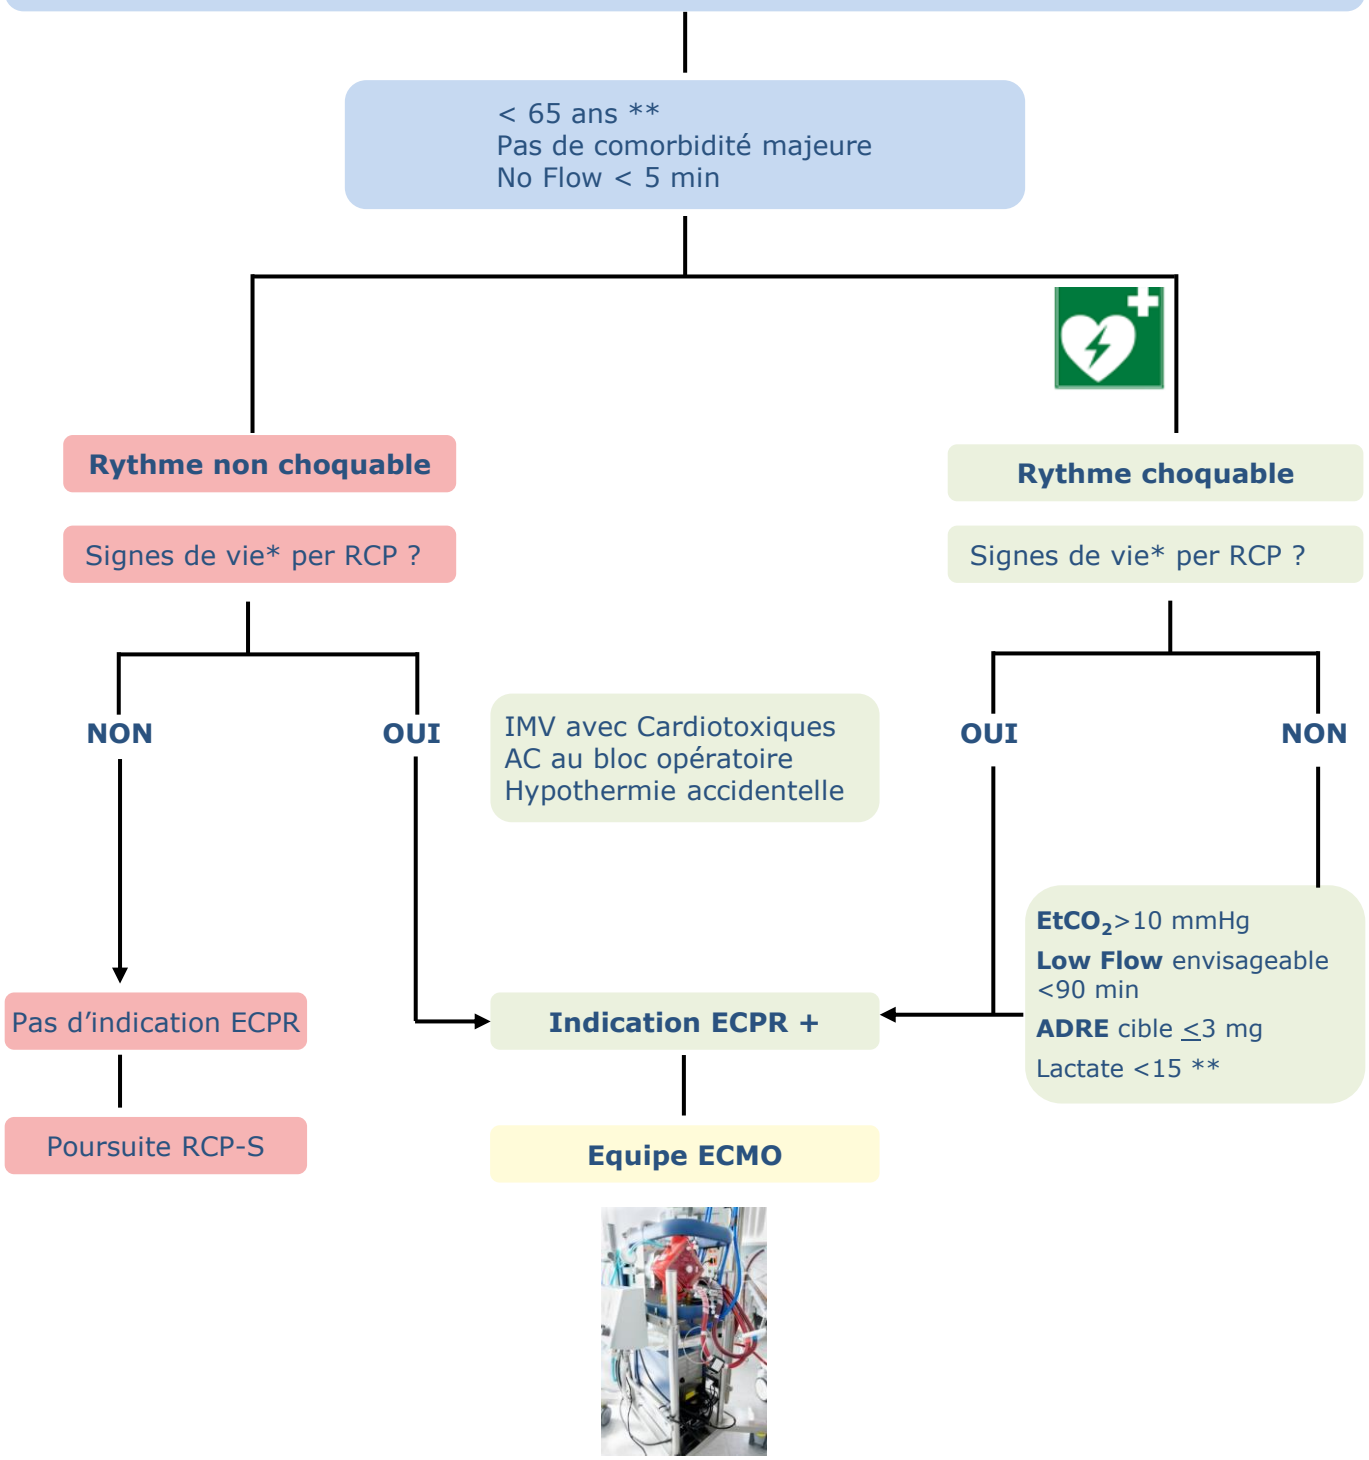 < 65 ans **
Pas de comorbidité majeure
No Flow < 5 min
Rythme non choquable
Rythme choquable
Signes de vie* per RCP ?
Signes de vie* per RCP ?
NON
OUI
IMV avec Cardiotoxiques
AC au bloc opératoire
Hypothermie accidentelle
OUI
NON
EtCO₂>10 mmHg
Low Flow envisageable
<90 min
ADRE cible ≤3 mg
Lactate <15 **
Pas d’indication ECPR
Indication ECPR +
Poursuite RCP-S
Equipe ECMO